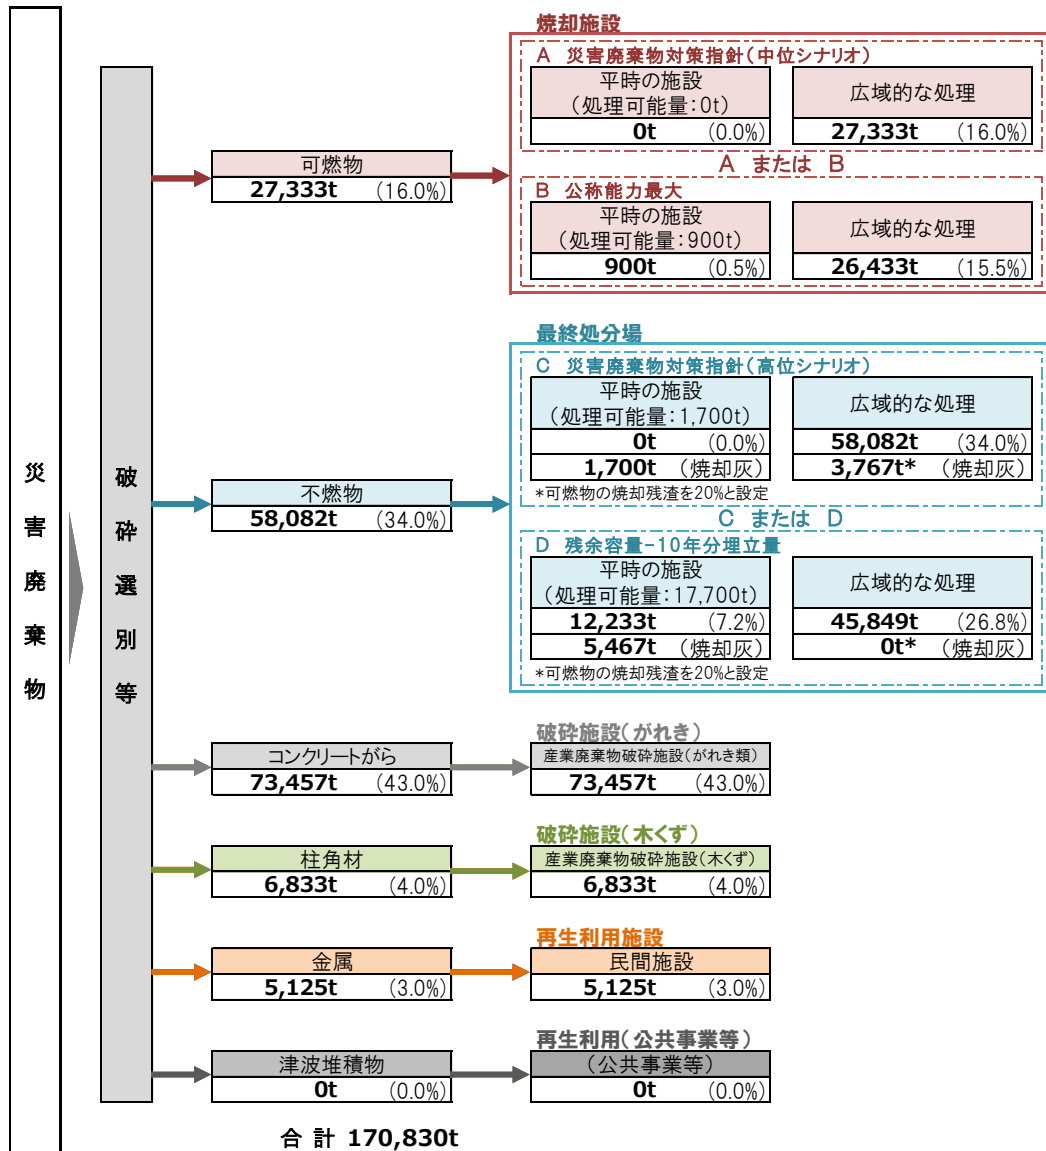 災害廃棄物
破砕選別等
焼却施設
A 災害廃棄物対策指針(中位シナリオ)
平時の施設
(処理可能量:0t)
0t (0.0%)
広域的な処理
27,333t (16.0%)
可燃物
27,333t (16.0%)
A または B
B 公称能力最大
平時の施設
(処理可能量:900t)
900t (0.5%)
広域的な処理
26,433t (15.5%)
最終処分場
C 災害廃棄物対策指針(高位シナリオ)
平時の施設
(処理可能量:1,700t)
0t (0.0%)
1,700t (焼却灰)
広域的な処理
58,082t (34.0%)
3,767t* (焼却灰)
*可燃物の焼却残渣を20%と設定
不燃物
58,082t (34.0%)
C または D
D 残余容量-10年分埋立量
平時の施設
(処理可能量:17,700t)
12,233t (7.2%)
5,467t (焼却灰)
広域的な処理
45,849t (26.8%)
0t* (焼却灰)
*可燃物の焼却残渣を20%と設定
破砕施設(がれき)
コンクリートがら
73,457t (43.0%)
産業廃棄物破砕施設(がれき類)
73,457t (43.0%)
破砕施設(木くず)
柱角材
6,833t (4.0%)
産業廃棄物破砕施設(木くず)
6,833t (4.0%)
再生利用施設
金属
5,125t (3.0%)
民間施設
5,125t (3.0%)
再生利用(公共事業等)
津波堆積物
0t (0.0%)
(公共事業等)
0t (0.0%)
合計 170,830t